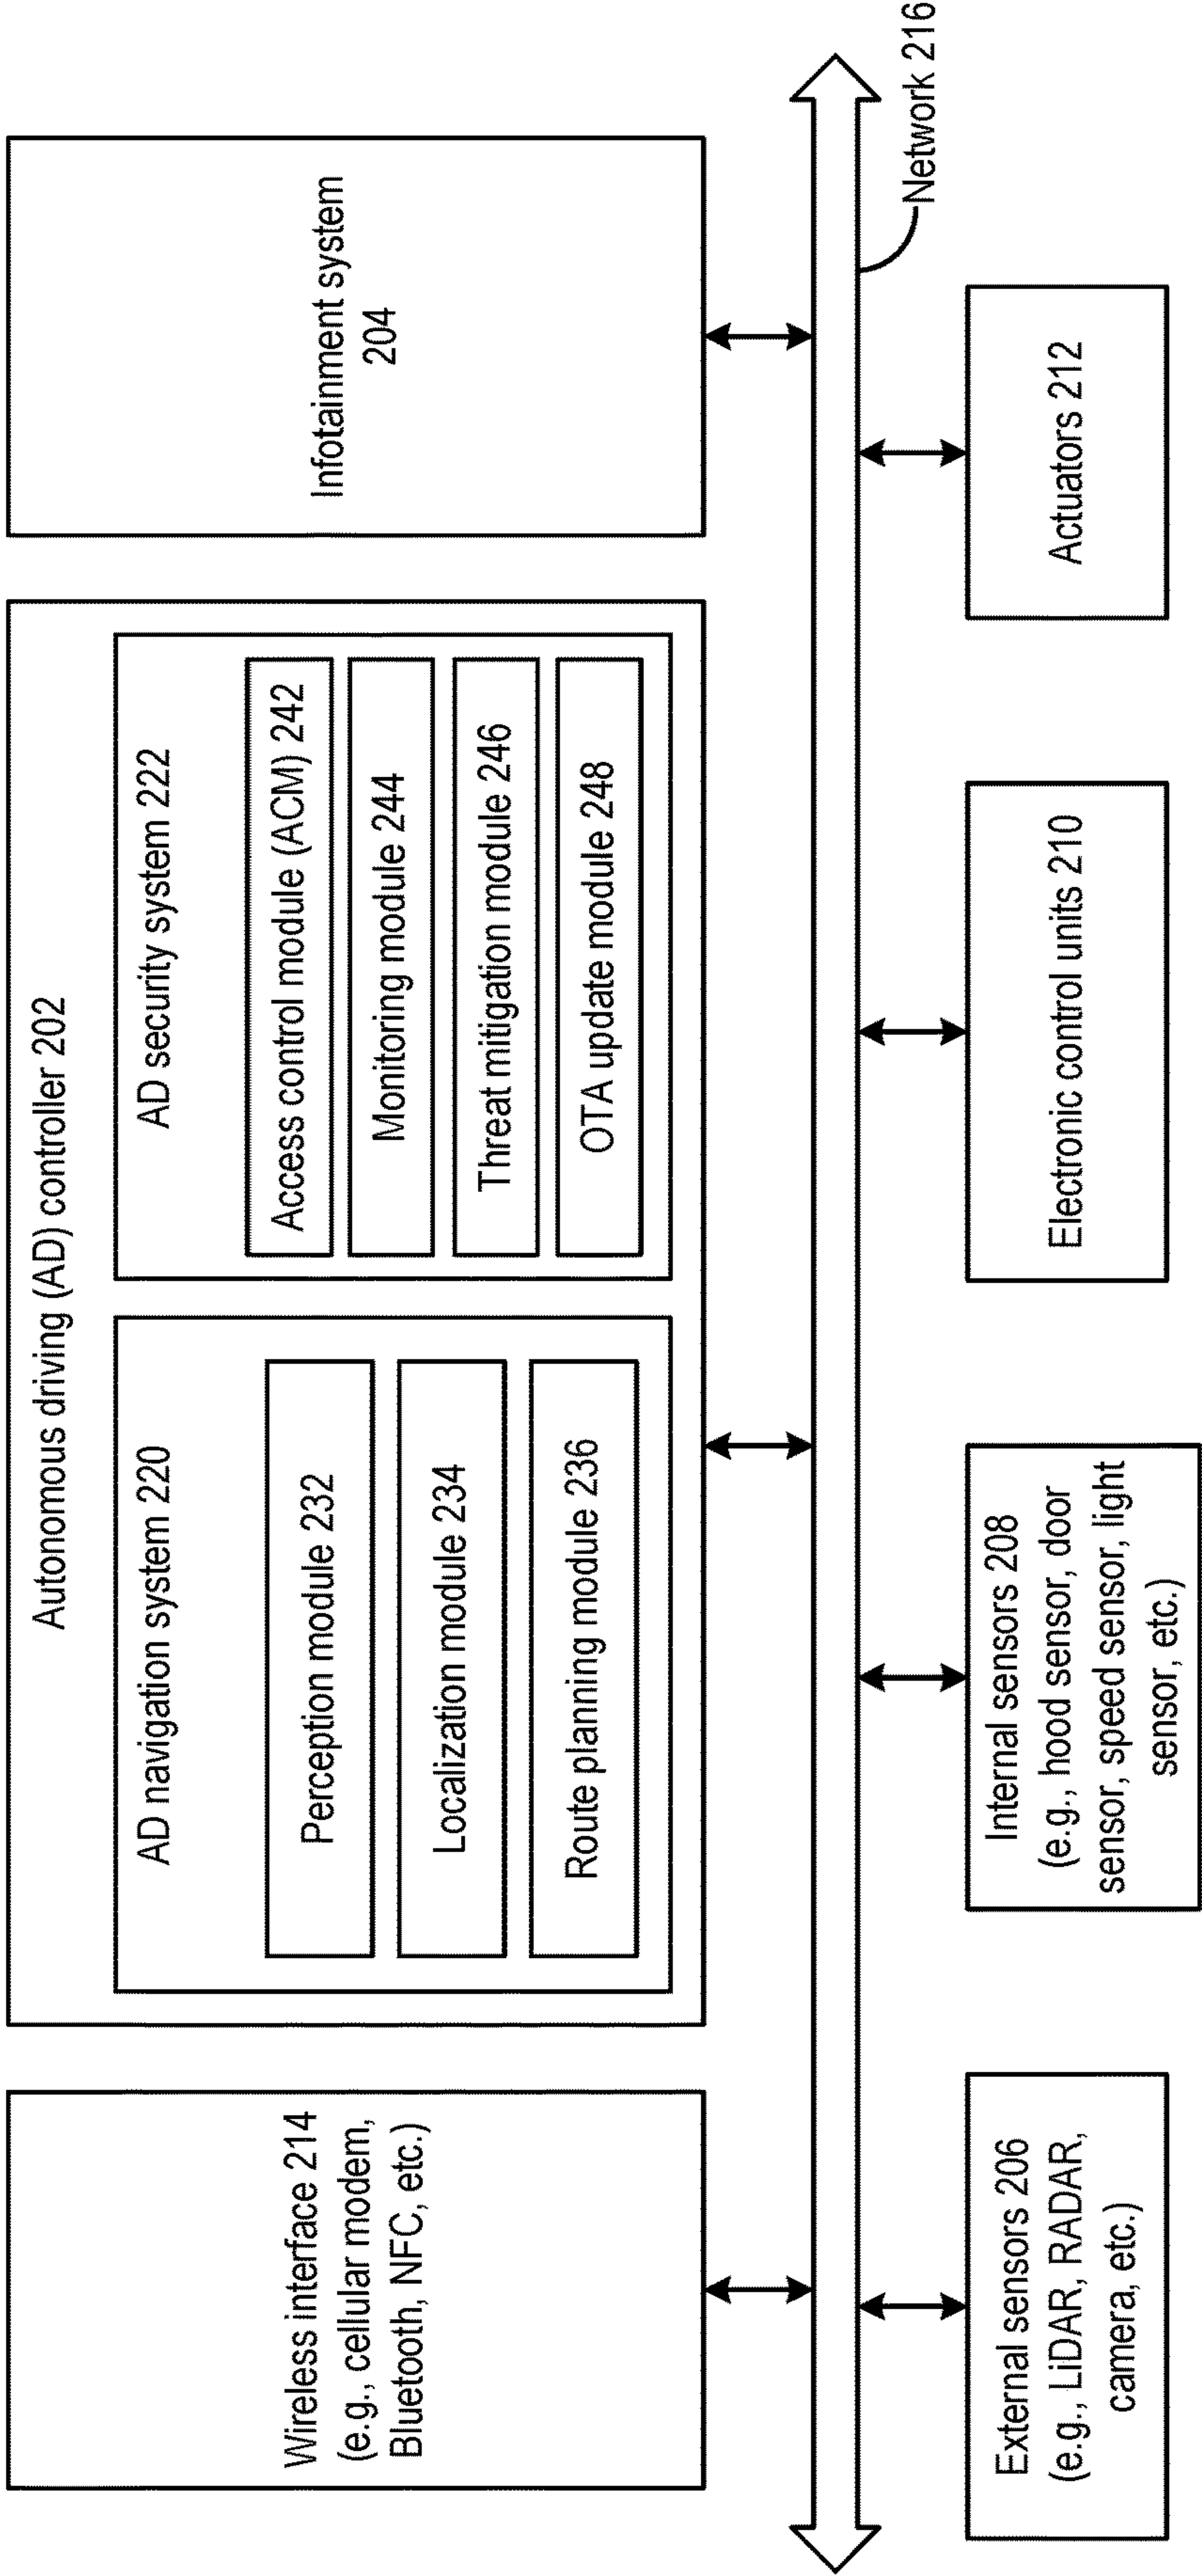 Wireless interface 214
(e.g., cellular modem,
Bluetooth, NFC, etc.)
Autonomous driving (AD) controller 202
AD navigation system 220
Perception module 232
Localization module 234
Route planning module 236
AD security system 222
Access control module (ACM) 242
Monitoring module 244
Threat mitigation module 246
OTA update module 248
Infotainment system
204
Network 216
External sensors 206
(e.g., LiDAR, RADAR,
camera, etc.)
Internal sensors 208
(e.g., hood sensor, door
sensor, speed sensor, light
sensor, etc.)
Electronic control units 210
Actuators 212